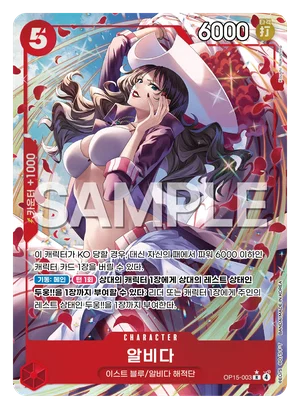 5
6000
打
카운터 +1000
SAMPLE
이 캐릭터가 KO 당할 경우, 대신 자신의 패에서 파워 6000 이하인
캐릭터 카드 1장을 버릴 수 있다.
기동: 메인 턴 1회 상대의 캐릭터 1장에게 상대의 레스트 상태인
두웅!!을 1장까지 부여할 수 있다: 리더 또는 캐릭터 1장에게 주인의
레스트 상태인 두웅!!을 1장까지 부여한다.
CHARACTER
알비다
이스트 블루/알비다 해적단
OP15-003 R 4